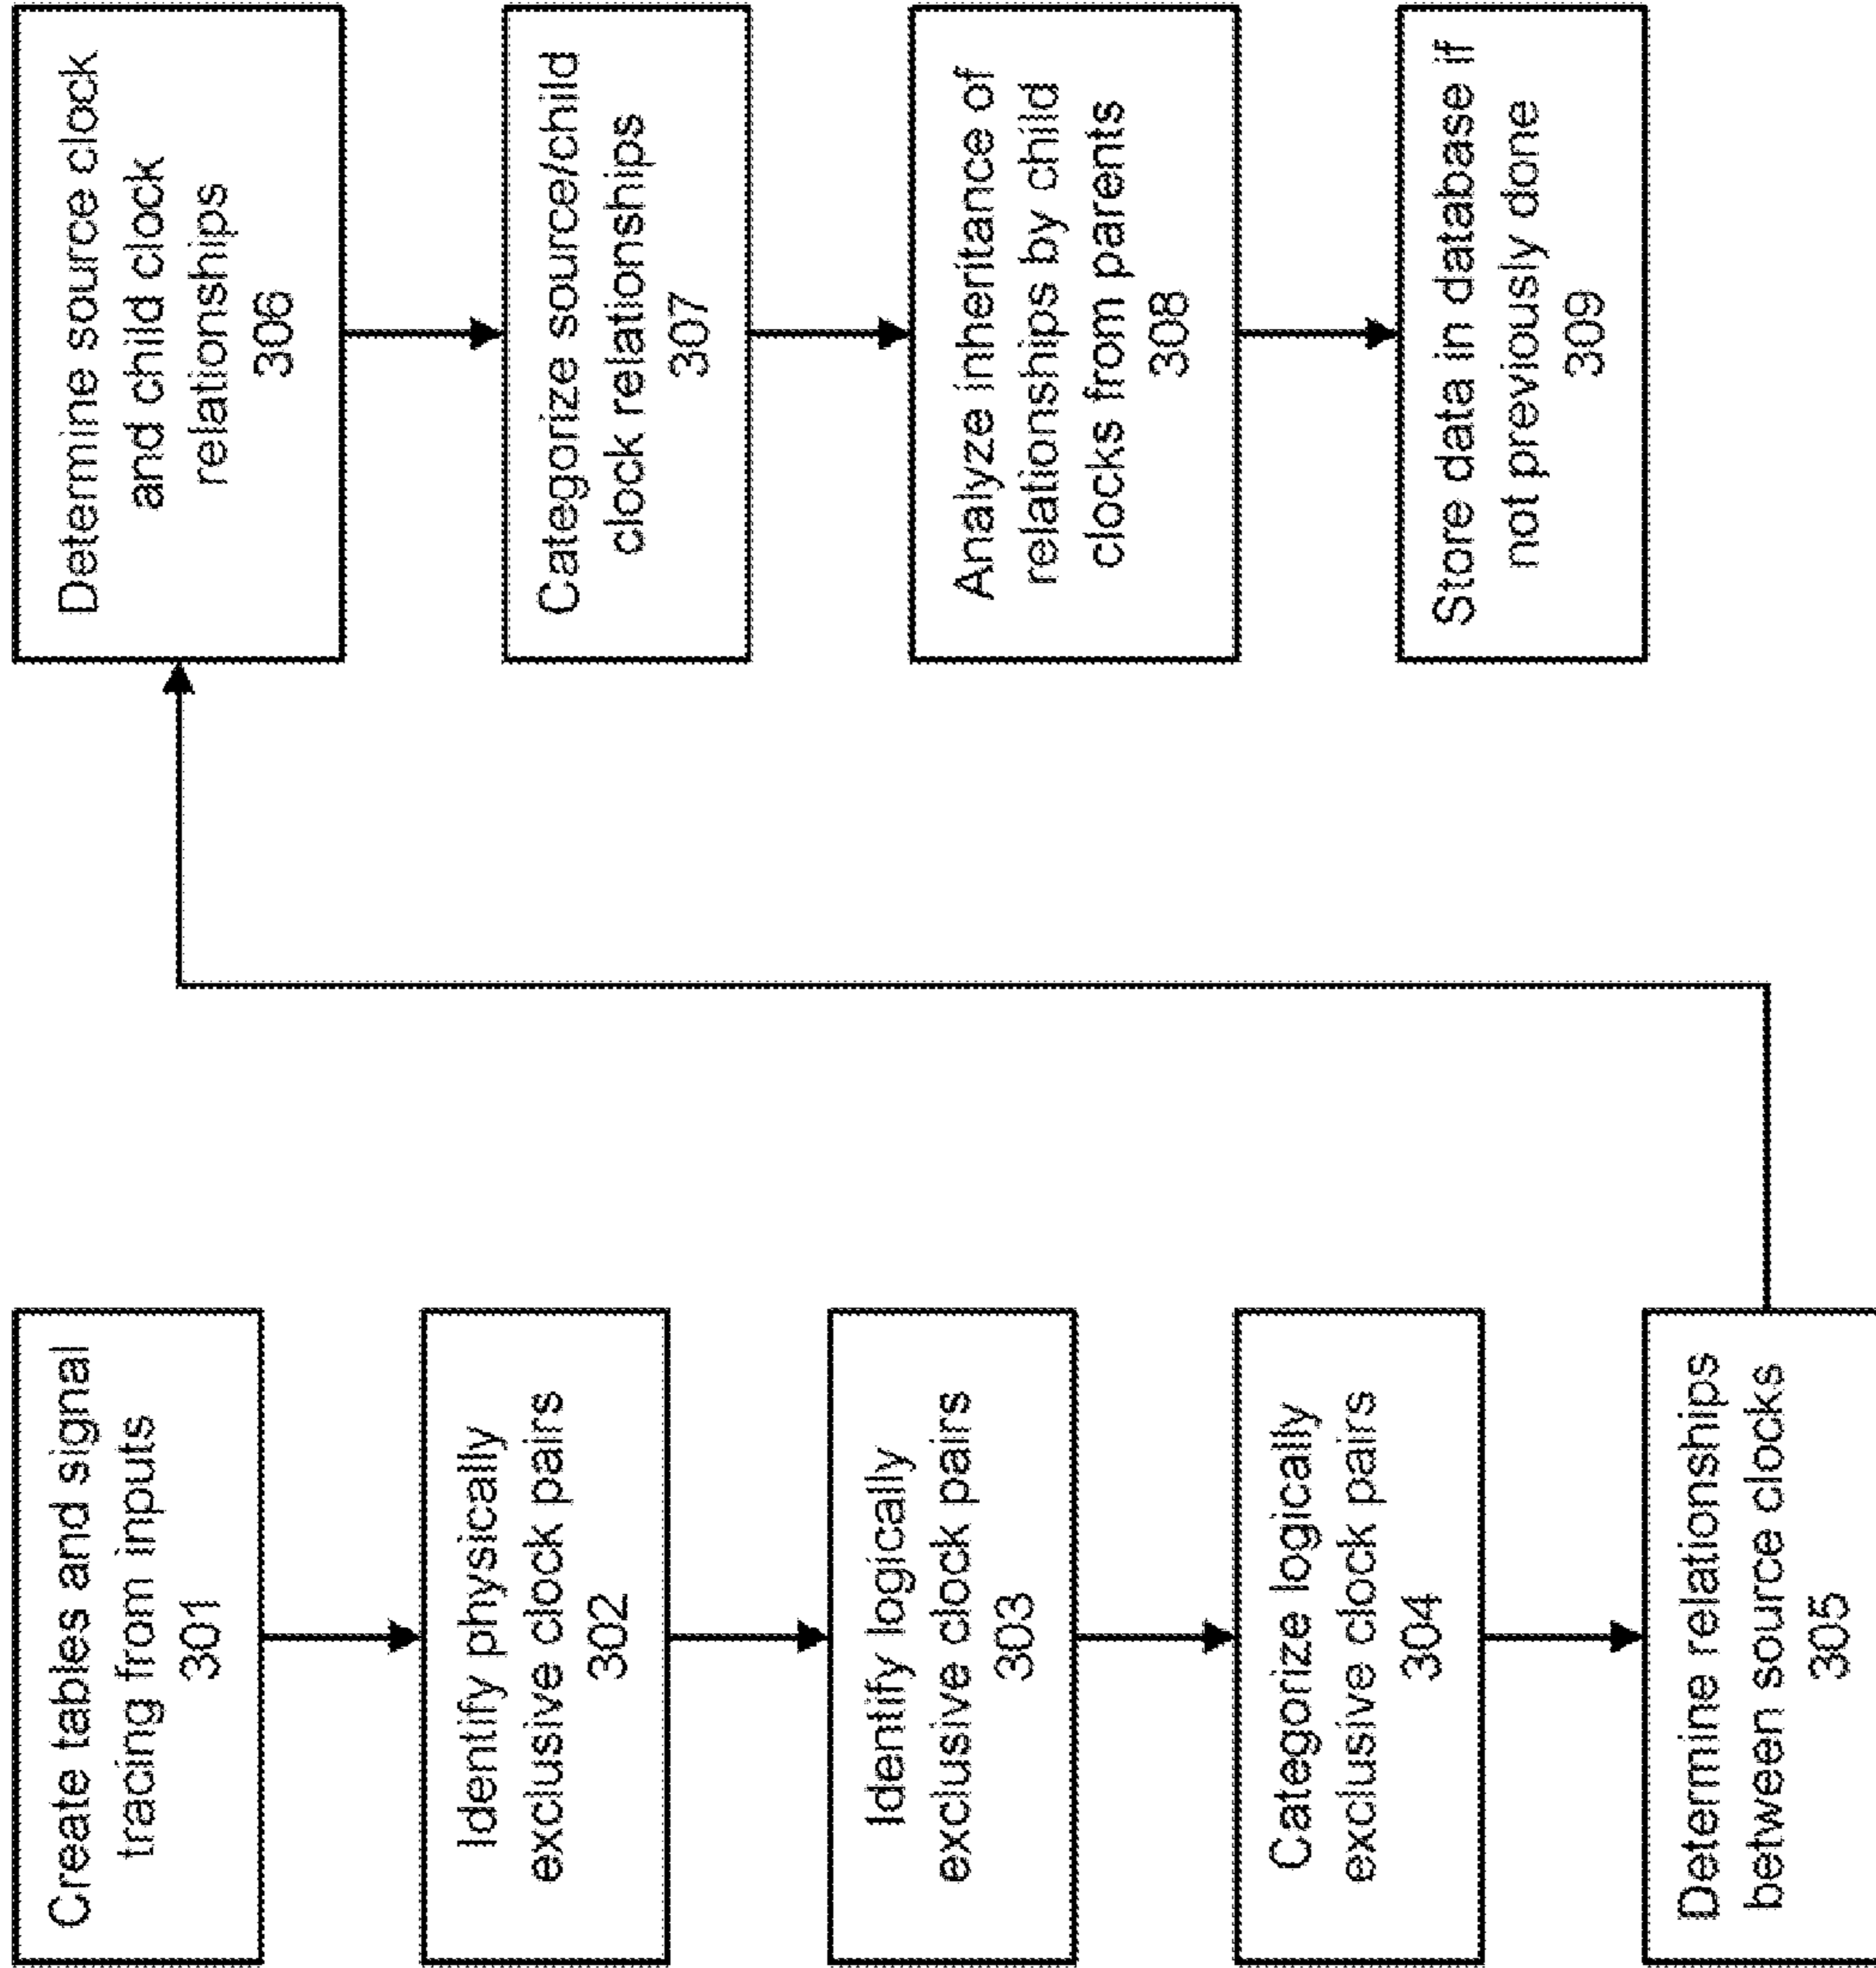 Create tables and signal
tracing from inputs
301
Identify physically
exclusive clock pairs
302
Identify logically
exclusive clock pairs
303
Categorize logically
exclusive clock pairs
304
Determine relationships
between source clocks
305
Determine source clock
and child clock
relationships
306
Categorize source/child
clock relationships
307
Analyze inheritance of
relationships by child
clocks from parents
308
Store data in database if
not previously done
309